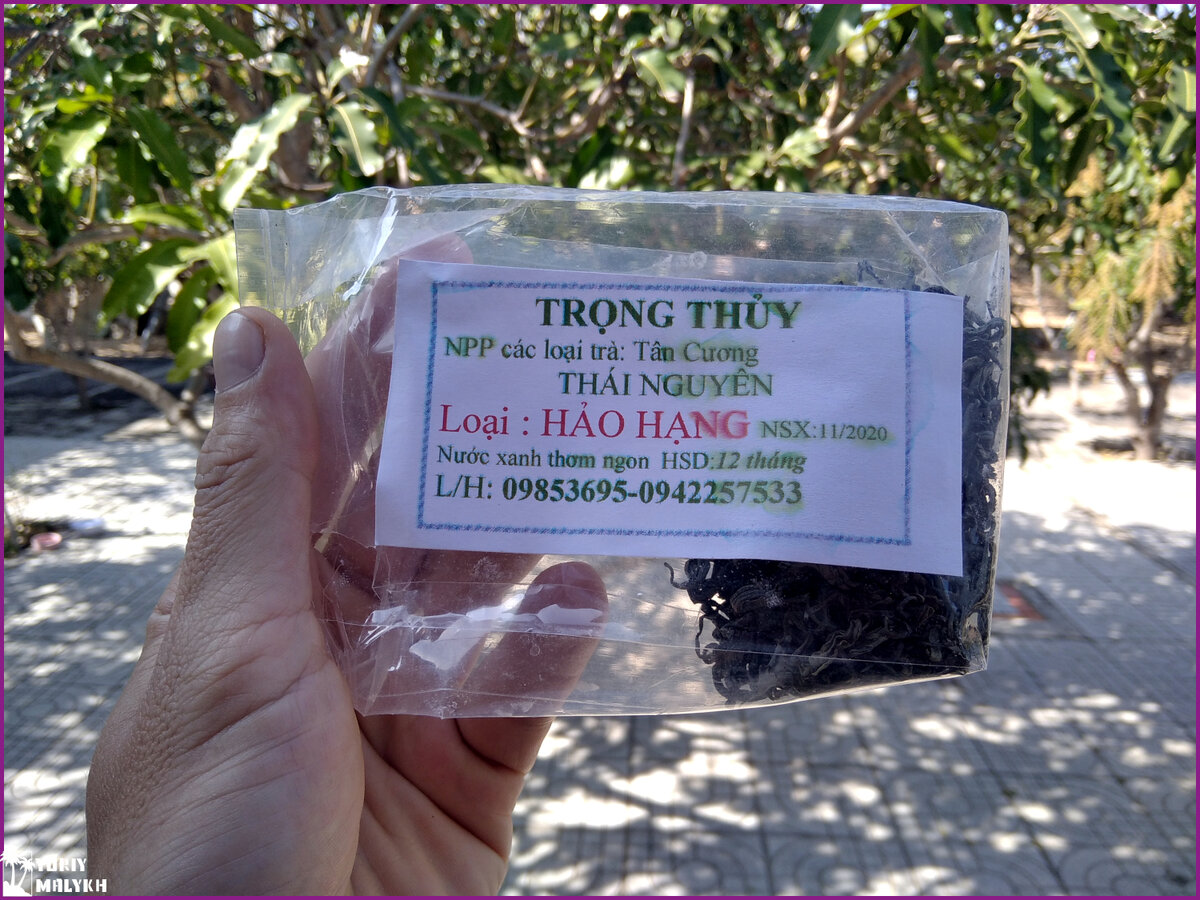 TRỌNG THỦY
NPP các loại trà: Tân Cương
THÁI NGUYÊN
Loại : HẢO HẠNG NSX:11/2020
Nước xanh thơm ngon HSD:12 tháng
L/H: 09853695-0942257533
YURIY
MALYKH